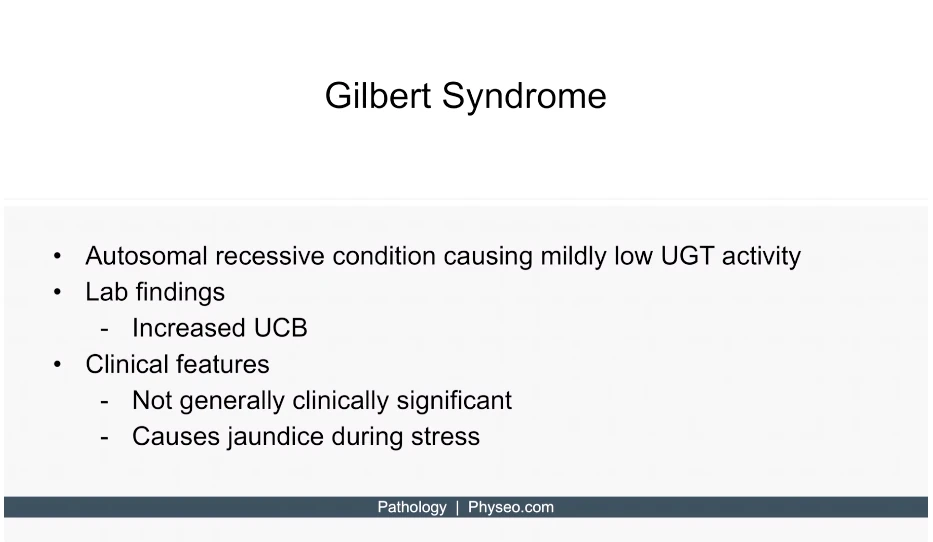 Gilbert Syndrome
• Autosomal recessive condition causing mildly low UGT activity
• Lab findings
- Increased UCB
• Clinical features
- Not generally clinically significant
- Causes jaundice during stress
Pathology | Physeo.com